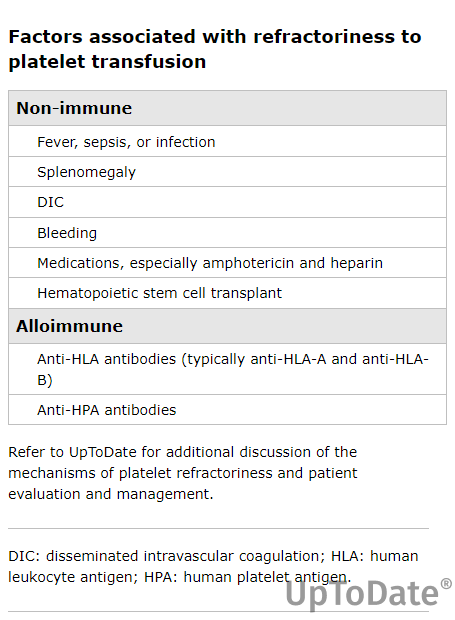 Factors associated with refractoriness to
platelet transfusion
Non-immune
Fever, sepsis, or infection
Splenomegaly
DIC
Bleeding
Medications, especially amphotericin and heparin
Hematopoietic stem cell transplant
Alloimmune
Anti-HLA antibodies (typically anti-HLA-A and anti-HLA-
B)
Anti-HPA antibodies
Refer to UpToDate for additional discussion of the
mechanisms of platelet refractoriness and patient
evaluation and management.
DIC: disseminated intravascular coagulation; HLA: human
leukocyte antigen; HPA: human platelet antigen.
UpToDate®